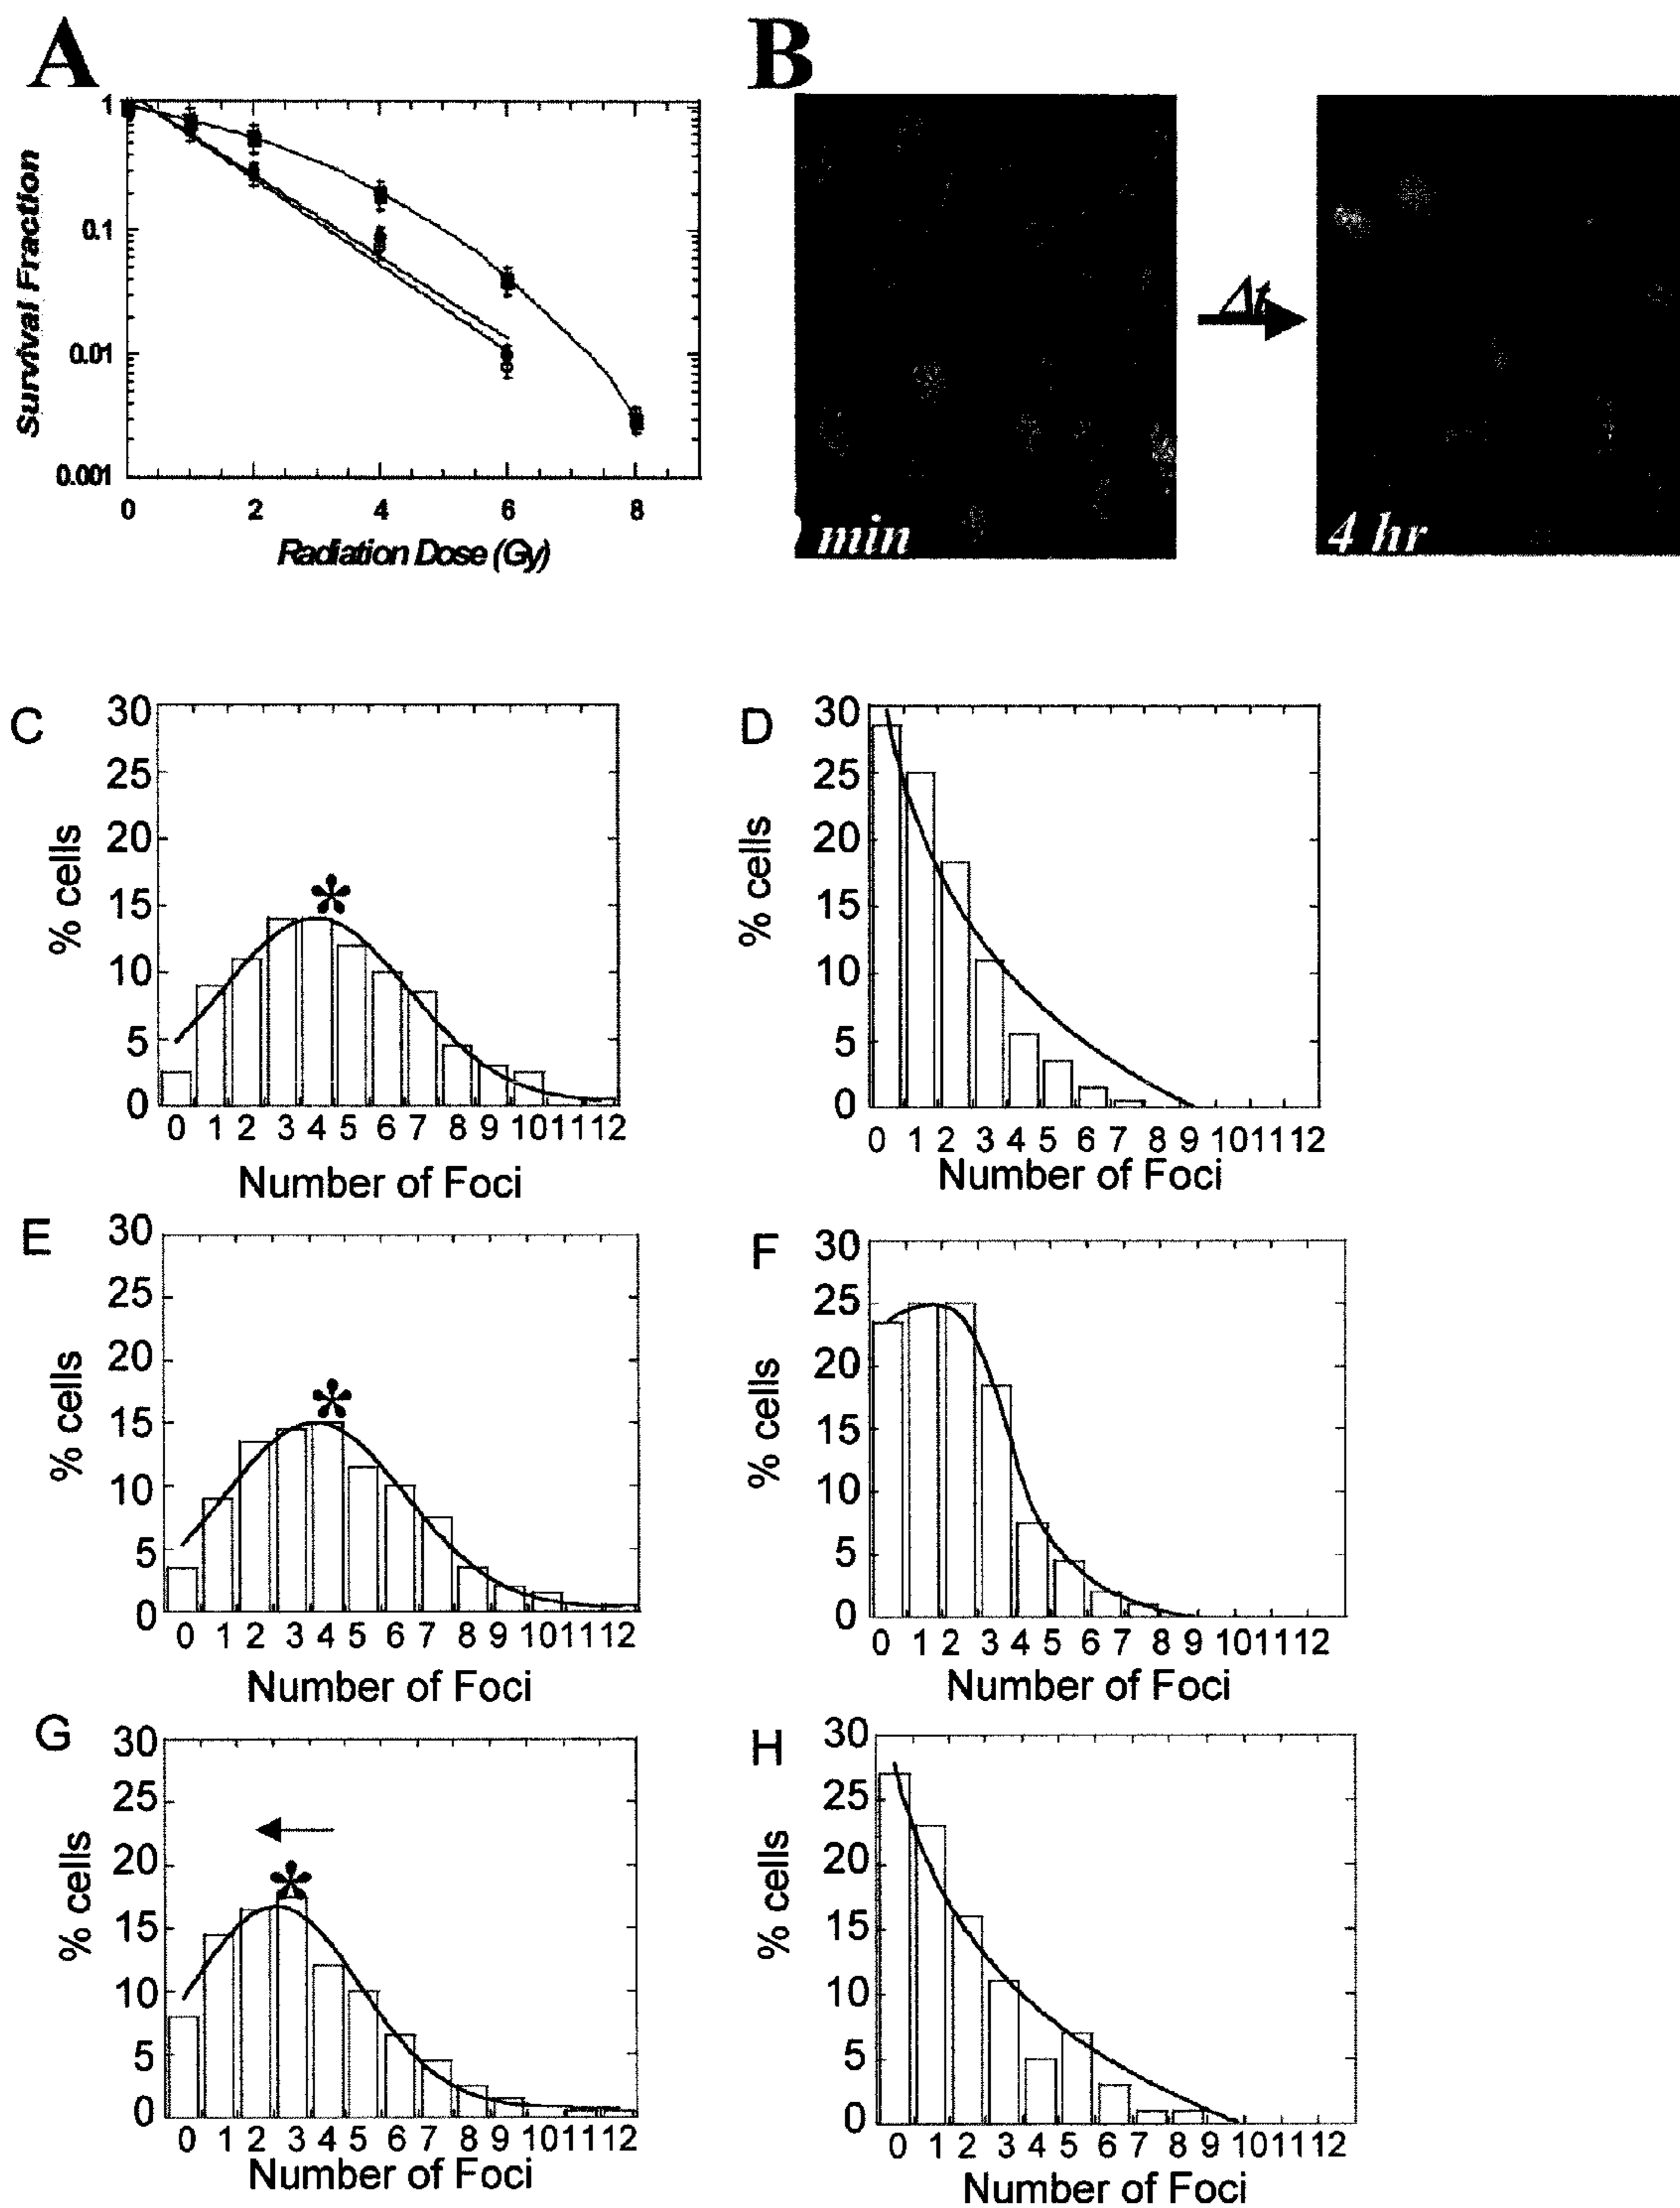 A
B
Survival Fraction
1
0.1
0.01
0.001
0 2 4 6 8
Radiation Dose (Gy)
min
Δt
4 hr
C
% cells
30
25
20
15
10
5
0
*
0 1 2 3 4 5 6 7 8 9 10 11 12
Number of Foci
D
% cells
30
25
20
15
10
5
0
0 1 2 3 4 5 6 7 8 9 10 11 12
Number of Foci
E
% cells
30
25
20
15
10
5
0
*
0 1 2 3 4 5 6 7 8 9 10 11 12
Number of Foci
F
% cells
30
25
20
15
10
5
0
0 1 2 3 4 5 6 7 8 9 10 11 12
Number of Foci
G
% cells
30
25
20
15
10
5
0
*
0 1 2 3 4 5 6 7 8 9 10 11 12
Number of Foci
H
% cells
30
25
20
15
10
5
0
0 1 2 3 4 5 6 7 8 9 10 11 12
Number of Foci